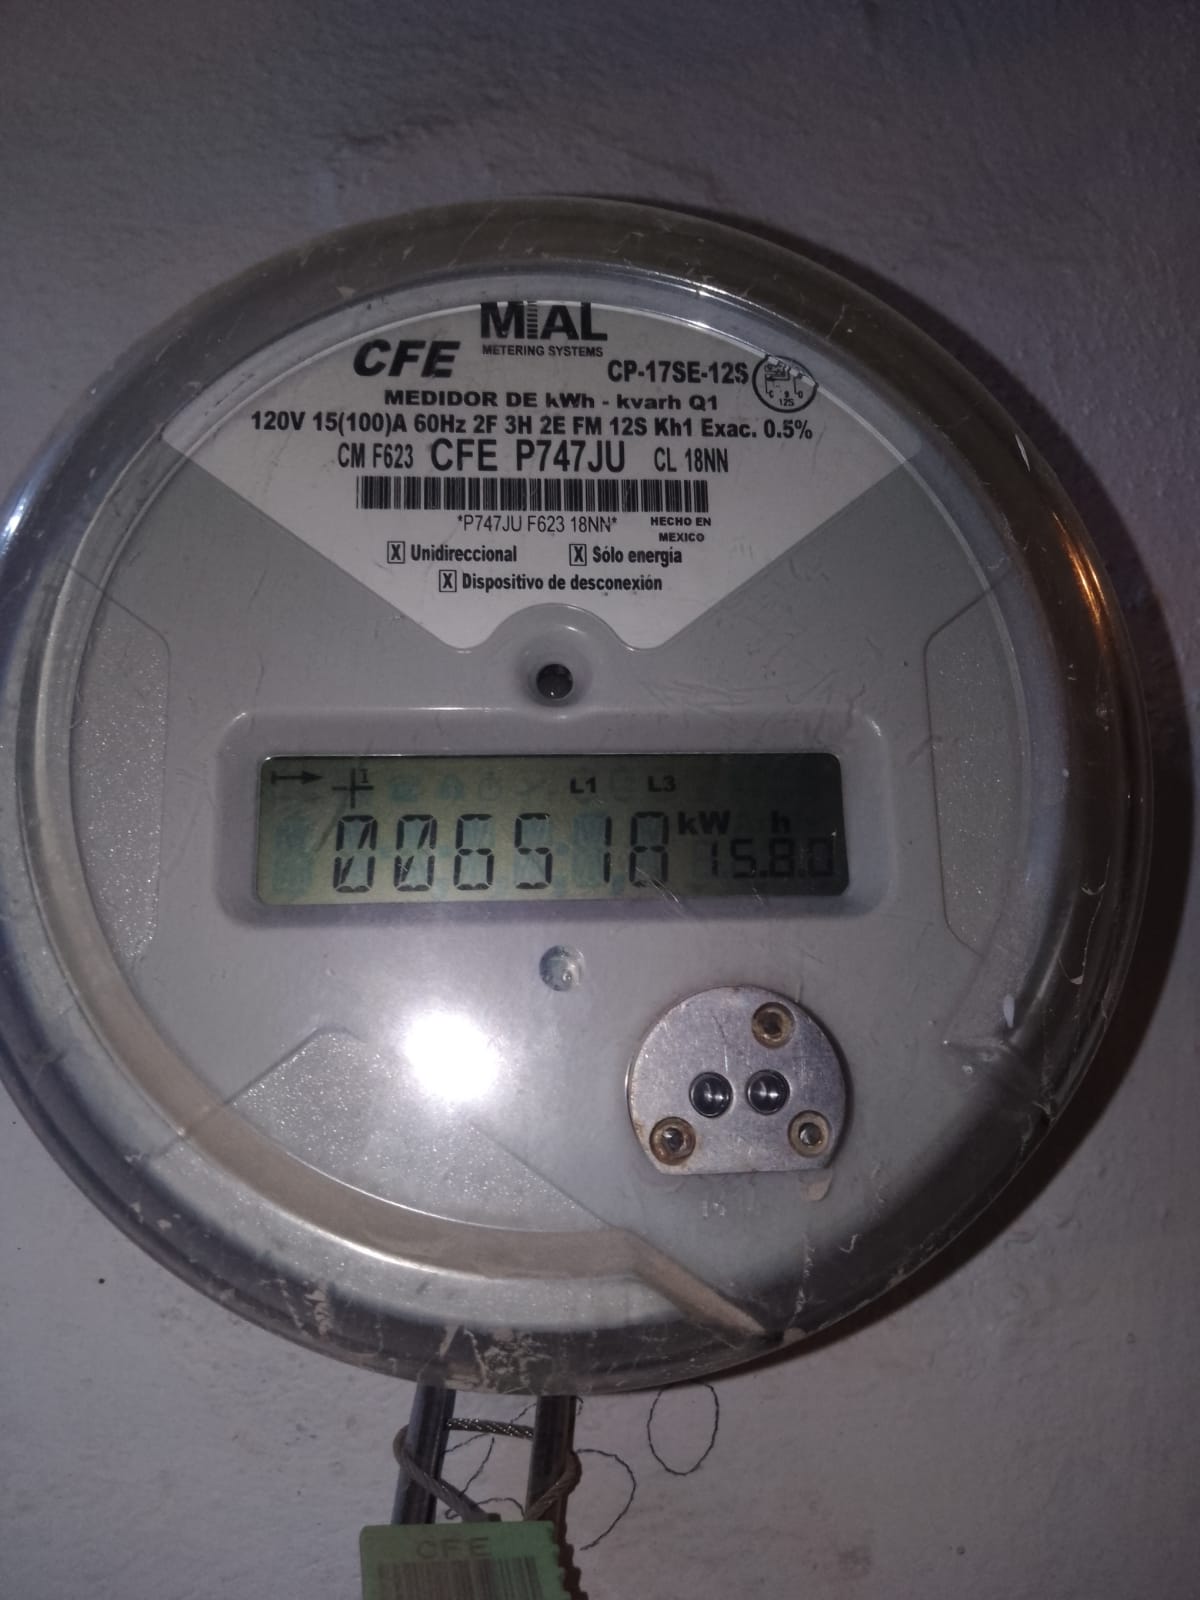 MIAL
METERING SYSTEMS
CFE
CP-17SE-12S
12S
MEDIDOR DE kWh - kvarh Q1
120V 15(100)A 60Hz 2F 3H 2E FM 12S Kh1 Exac. 0.5%
CM F623 CFE P747JU CL 18NN
*P747JU F623 18NN*
HECHO EN
MEXICO
X Unidireccional X Sólo energía
X Dispositivo de desconexión
L1 L3
006518 kW h 15.8.0
CFE